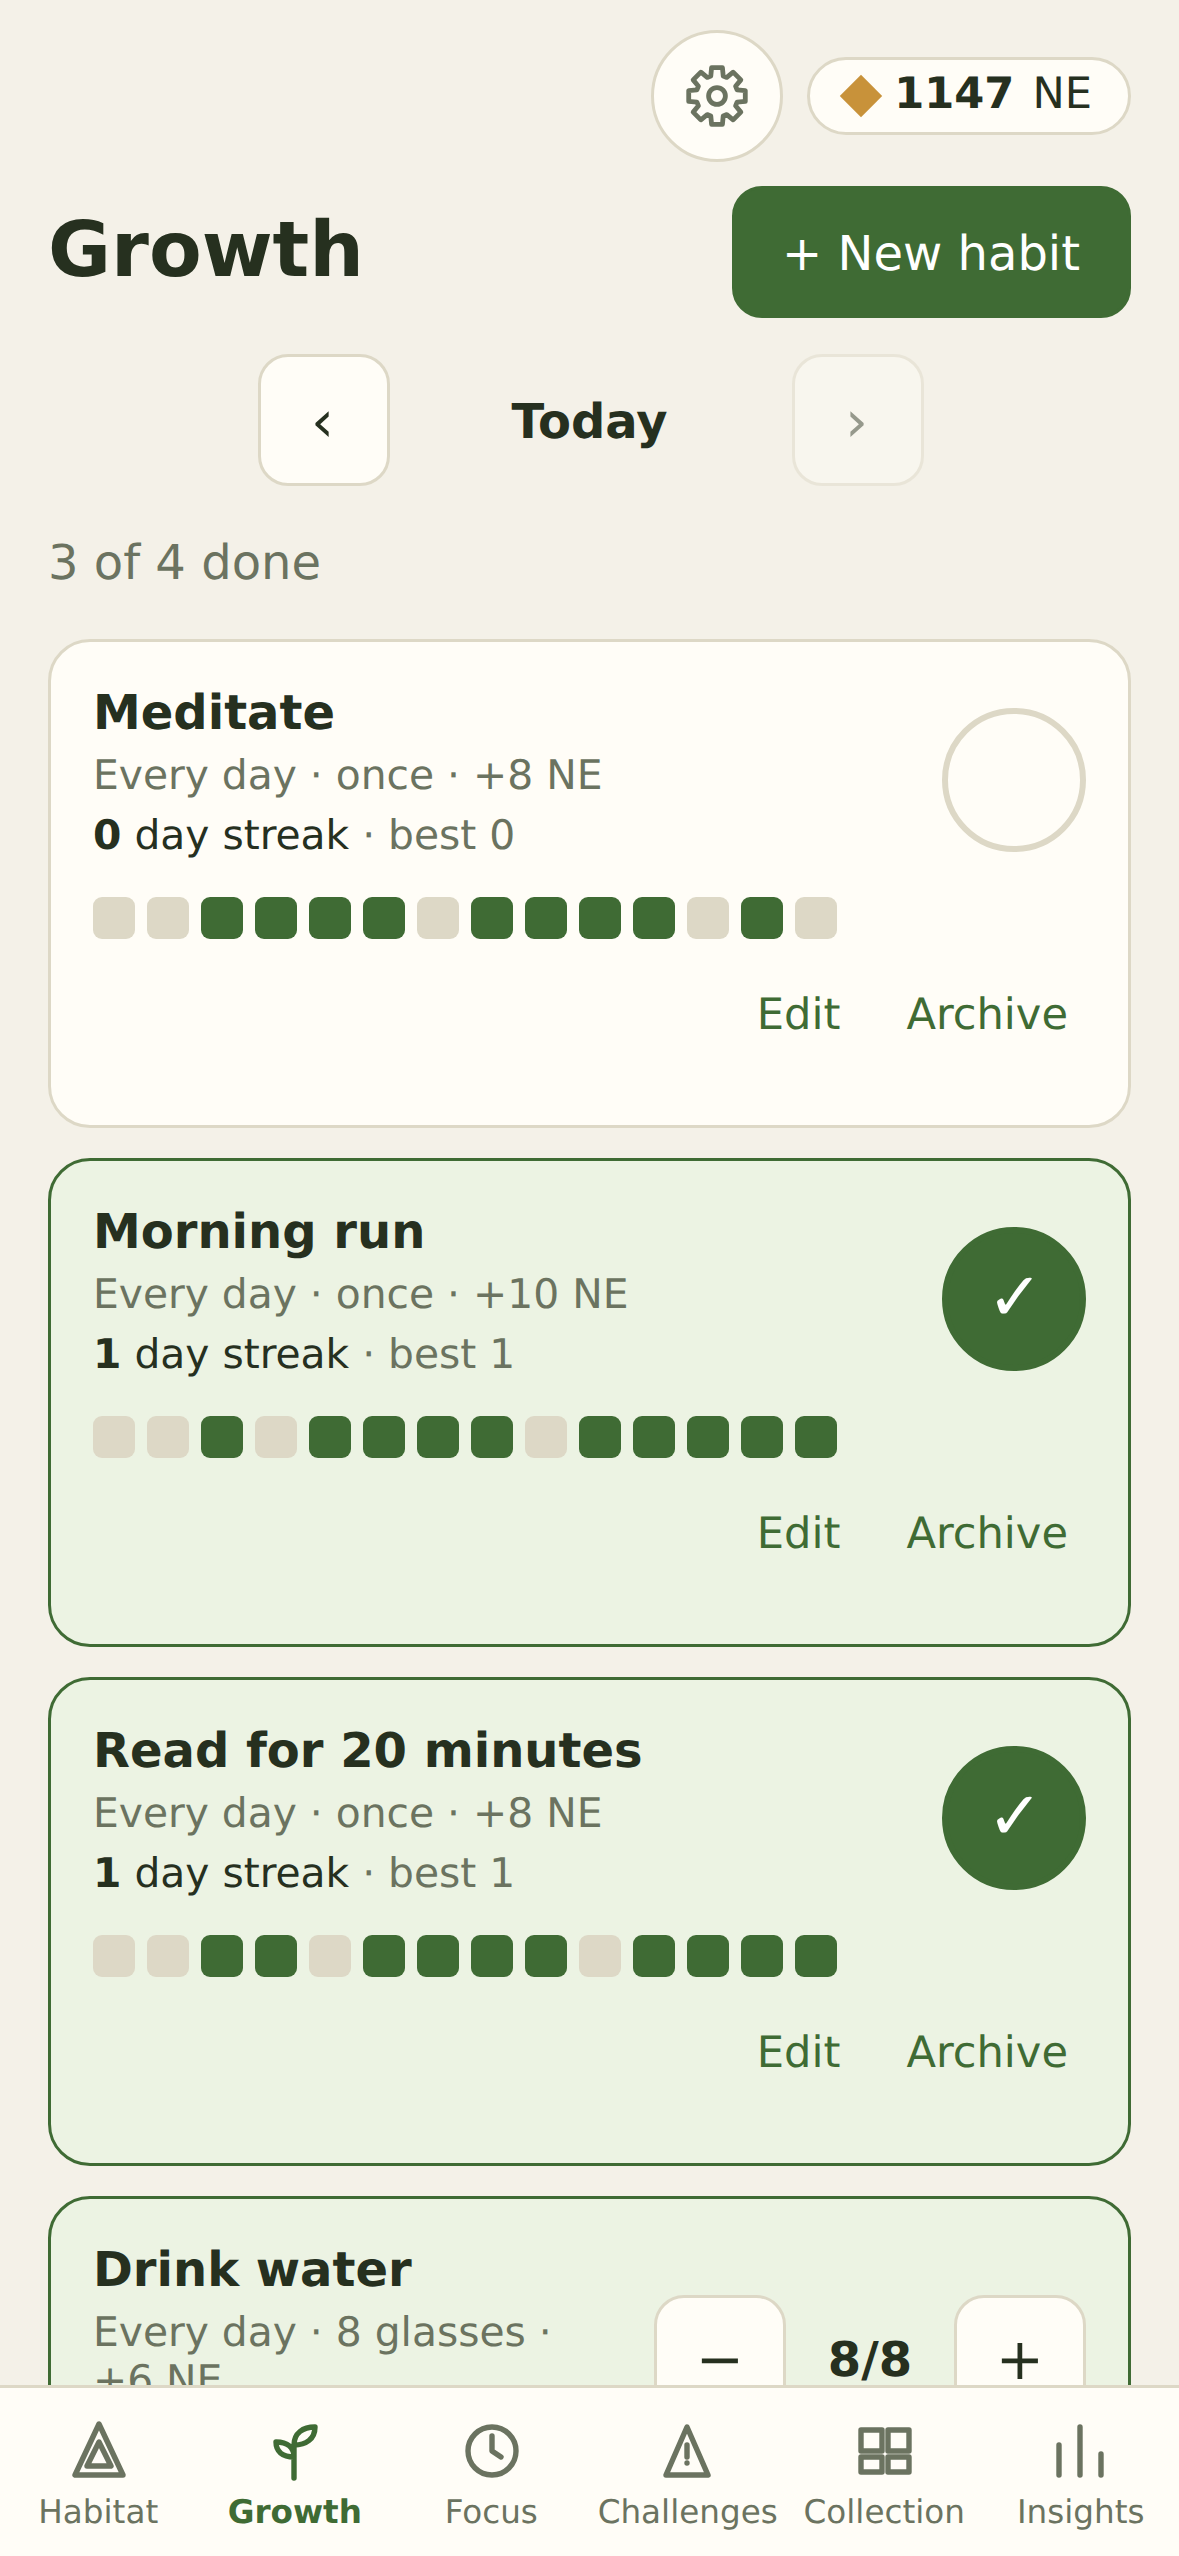 1147 NE
Growth
+ New habit
‹ Today ›
3 of 4 done
Meditate
Every day · once · +8 NE
0 day streak · best 0
Edit Archive
Morning run
Every day · once · +10 NE
1 day streak · best 1
✓
Edit Archive
Read for 20 minutes
Every day · once · +8 NE
1 day streak · best 1
✓
Edit Archive
Drink water
Every day · 8 glasses ·
+6 NE
− 8/8 +
Habitat Growth Focus Challenges Collection Insights